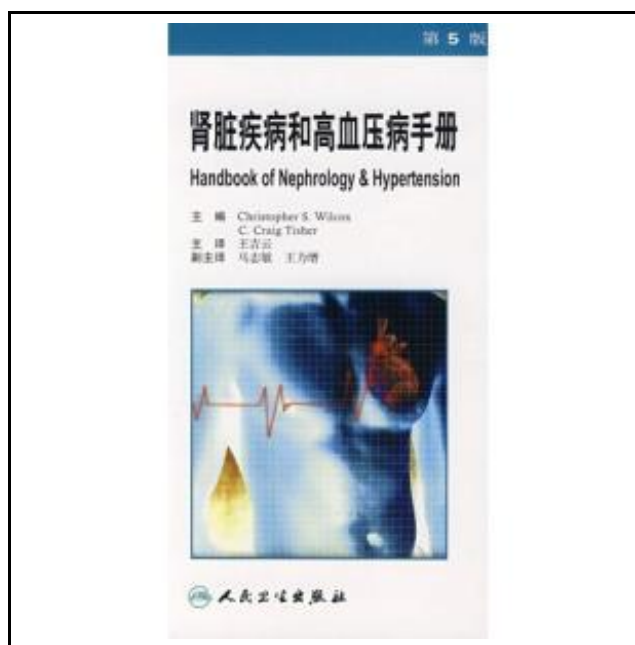 第 5 版
肾脏疾病和高血压病手册
Handbook of Nephrology & Hypertension
主 编 Christopher S. Wilcox
C. Craig Tisher
主 译 王吉云
副主译 马志敏 王力增
人民卫生出版社